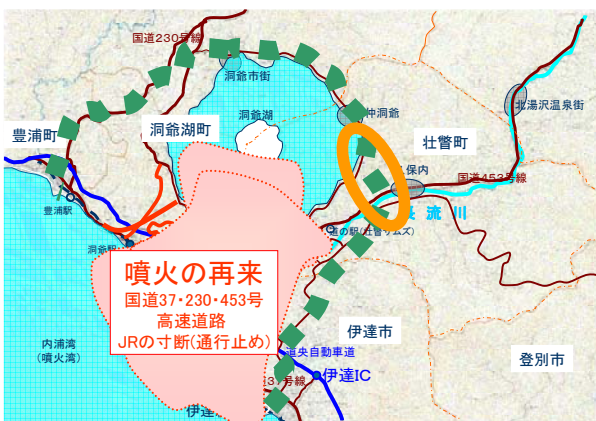 国道230号線
洞爺市街
洞爺湖
仲洞爺
北湯沢温泉街
豊浦町
洞爺湖町
壮瞥町
保内
国道453号線
豊浦駅
長流川
洞爺駅
道の駅(壮瞥サムズ)
噴火の再来
国道37・230・453号
高速道路
JRの寸断(通行止め)
伊達市
内浦湾
(噴火湾)
道央自動車道
登別市
伊達IC
37号線
伊達